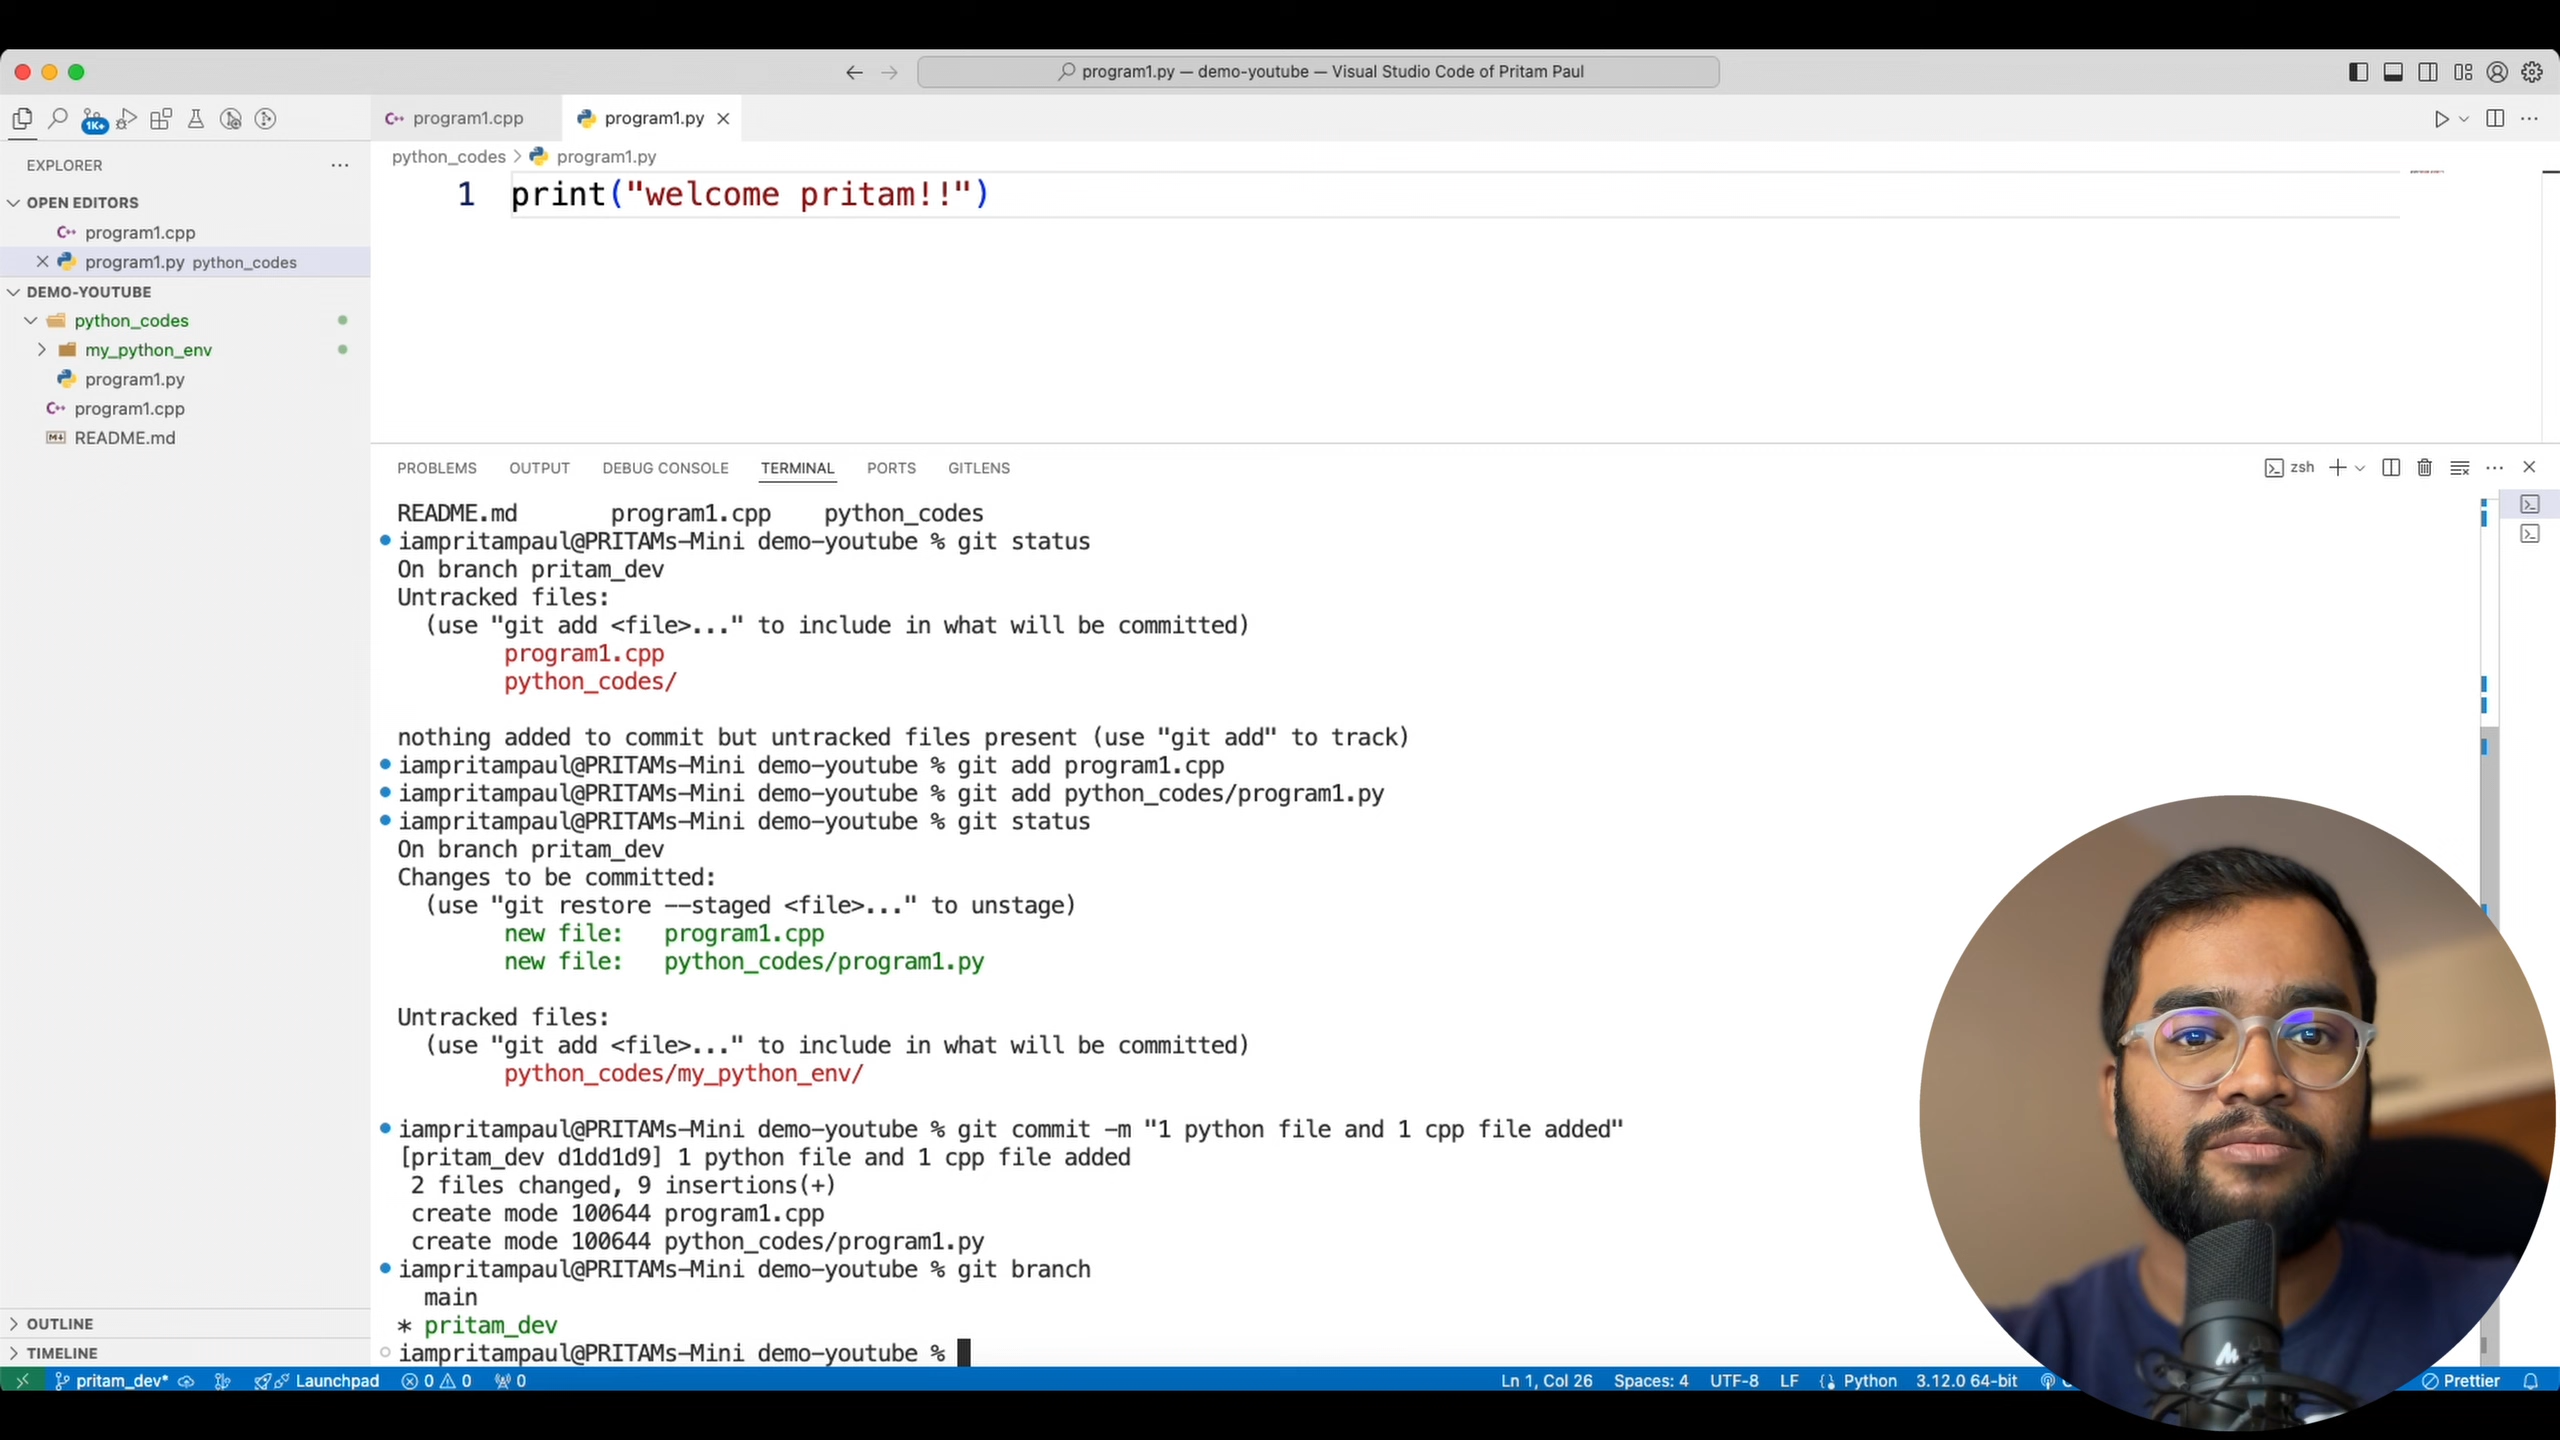 program1.py — demo-youtube — Visual Studio Code of Pritam Paul
1K+
program1.cpp
program1.py
EXPLORER
python_codes > program1.py
OPEN EDITORS
program1.cpp
program1.py python_codes
DEMO-YOUTUBE
python_codes
my_python_env
program1.py
program1.cpp
README.md
OUTLINE
TIMELINE
1 print("welcome pritam!!")
PROBLEMS OUTPUT DEBUG CONSOLE TERMINAL PORTS GITLENS
zsh
README.md program1.cpp python_codes
iampritampaul@PRITAMs-Mini demo-youtube % git status
On branch pritam_dev
Untracked files:
(use "git add <file>..." to include in what will be committed)
program1.cpp
python_codes/
nothing added to commit but untracked files present (use "git add" to track)
iampritampaul@PRITAMs-Mini demo-youtube % git add program1.cpp
iampritampaul@PRITAMs-Mini demo-youtube % git add python_codes/program1.py
iampritampaul@PRITAMs-Mini demo-youtube % git status
On branch pritam_dev
Changes to be committed:
(use "git restore --staged <file>..." to unstage)
new file: program1.cpp
new file: python_codes/program1.py
Untracked files:
(use "git add <file>..." to include in what will be committed)
python_codes/my_python_env/
iampritampaul@PRITAMs-Mini demo-youtube % git commit -m "1 python file and 1 cpp file added"
[pritam_dev d1dd1d9] 1 python file and 1 cpp file added
2 files changed, 9 insertions(+)
create mode 100644 program1.cpp
create mode 100644 python_codes/program1.py
iampritampaul@PRITAMs-Mini demo-youtube % git branch
main
* pritam_dev
iampritampaul@PRITAMs-Mini demo-youtube %
pritam_dev* Launchpad 0 0 0 Ln 1, Col 26 Spaces: 4 UTF-8 LF Python 3.12.0 64-bit Prettier